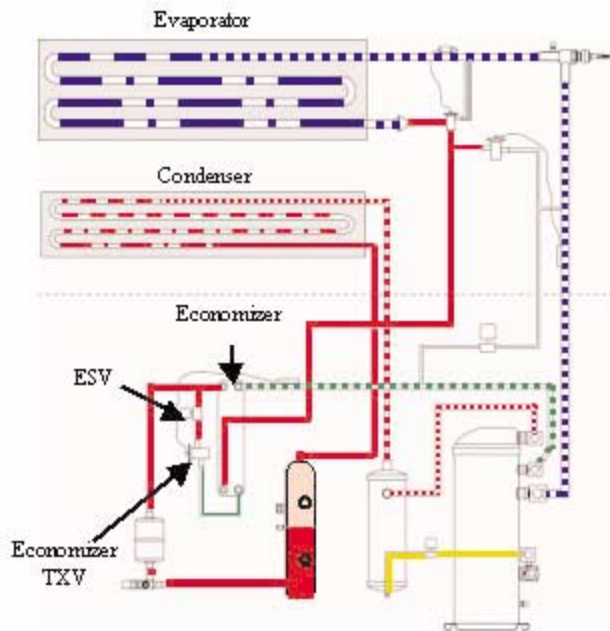 Evaporator
Condenser
Economizer
ESV
Economizer
TXV